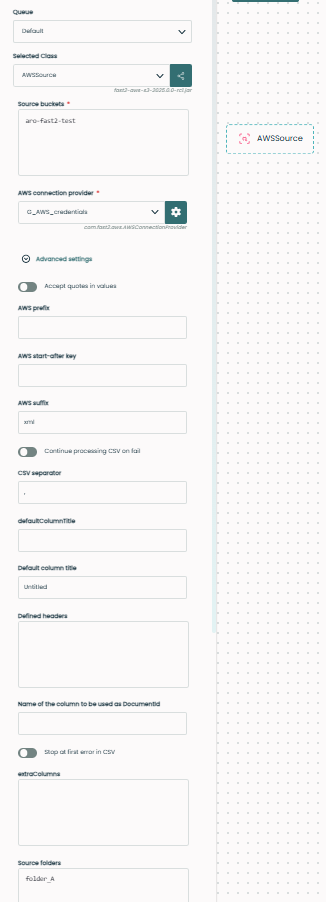 Queue
Default
Selected Class
AWSSource
fast2-aws-s3-2025.0.0-rc1.jar
Source buckets *
aro-fast2-test
AWSSource
AWS connection provider *
G_AWS_credentials
com.fast2.aws.AWSConnectionProvider
Advanced settings
Accept quotes in values
AWS prefix
AWS start-after key
AWS suffix
xml
Continue processing CSV on fail
CSV separator
,
defaultColumnTitle
Default column title
Untitled
Defined headers
Name of the column to be used as DocumentId
Stop at first error in CSV
extraColumns
Source folders
folder_A